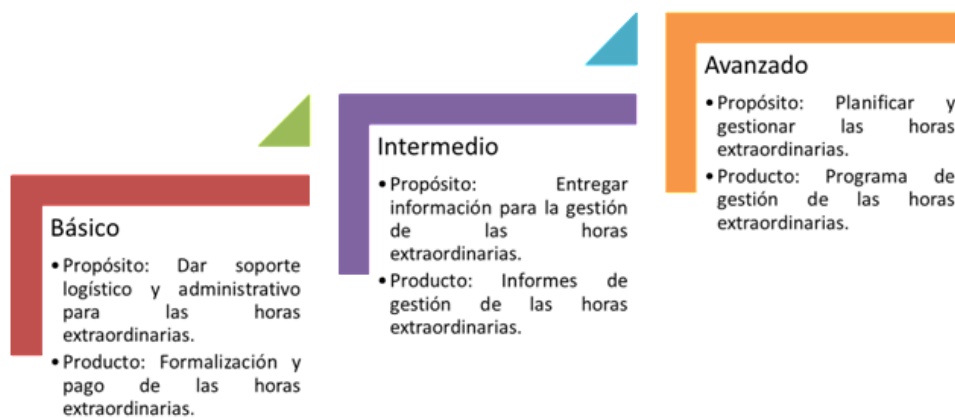 Básico
•Propósito: Dar soporte
logístico y administrativo
para las horas
extraordinarias.
•Producto: Formalización y
pago de las horas
extraordinarias.
Intermedio
•Propósito: Entregar
información para la gestión
de las horas
extraordinarias.
•Producto: Informes de
gestión de las horas
extraordinarias.
Avanzado
•Propósito: Planificar y
gestionar las horas
extraordinarias.
•Producto: Programa de
gestión de las horas
extraordinarias.